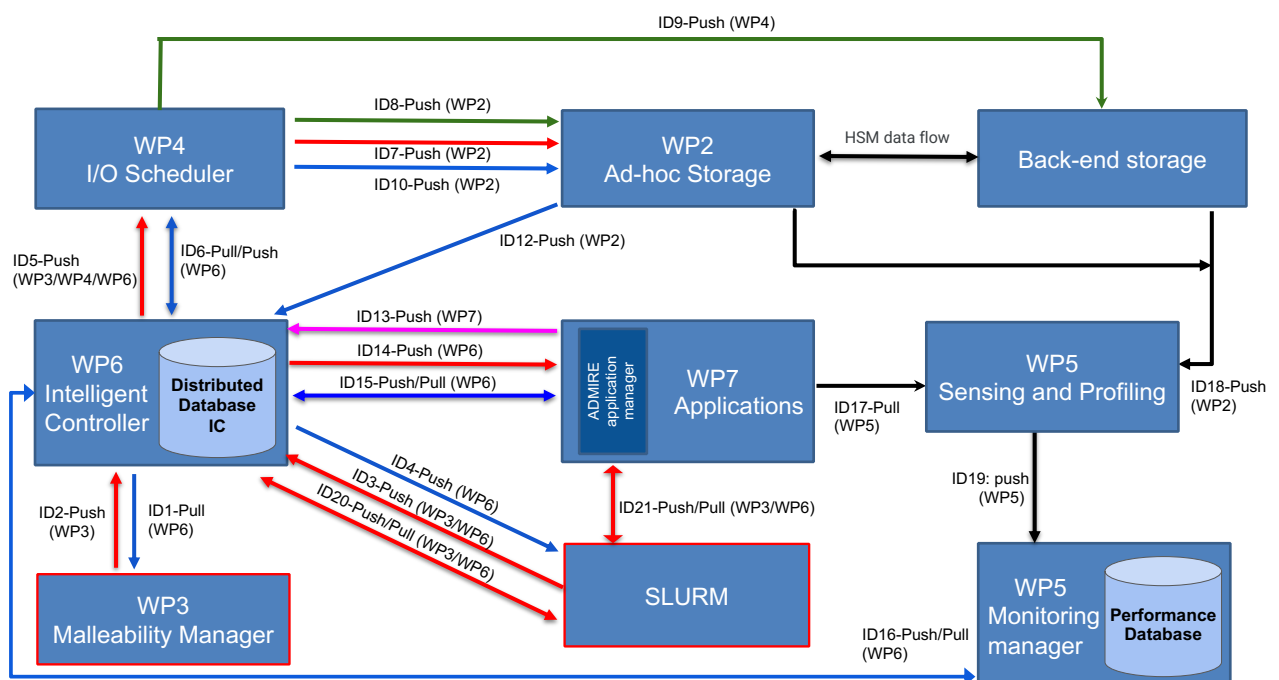 ID9-Push (WP4)
WP4
I/O Scheduler
ID8-Push (WP2)
ID7-Push (WP2)
ID10-Push (WP2)
WP2
Ad-hoc Storage
HSM data flow
Back-end storage
ID5-Push
(WP3/WP4/WP6)
ID6-Pull/Push
(WP6)
ID12-Push (WP2)
WP6
Intelligent
Controller
Distributed
Database
IC
ID13-Push (WP7)
ID14-Push (WP6)
ID15-Push/Pull (WP6)
ADMIRE
application
manager
WP7
Applications
ID17-Pull
(WP5)
WP5
Sensing and Profiling
ID18-Push
(WP2)
ID4-Push (WP6)
ID3-Push (WP3/WP6)
ID20-Push/Pull (WP3/WP6)
ID21-Push/Pull (WP3/WP6)
ID19: push
(WP5)
ID2-Push
(WP3)
ID1-Pull
(WP6)
WP3
Malleability Manager
SLURM
ID16-Push/Pull
(WP6)
WP5
Monitoring
manager
Performance
Database